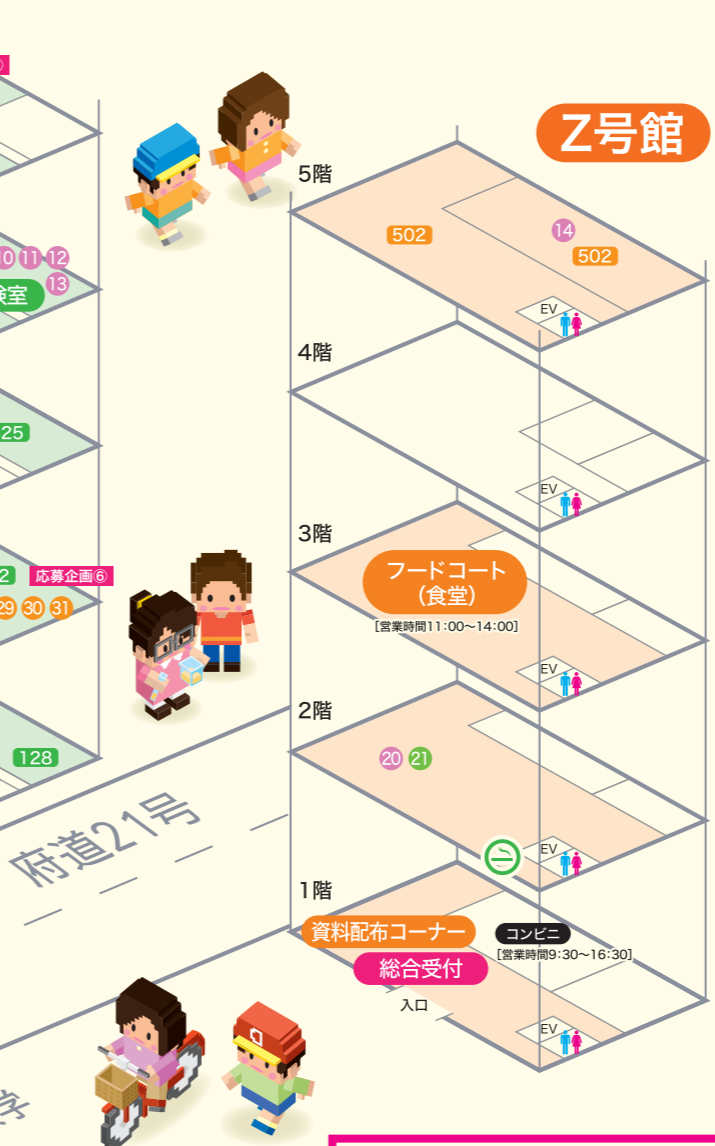 Z号館
5階
502
14
502
EV
4階
EV
3階
フードコート
(食堂)
[営業時間11:00〜14:00]
EV
2階
20 21
EV
1階
資料配布コーナー
総合受付
コンビニ
[営業時間9:30〜16:30]
入口
EV
10 11 12
13
験室
25
応募企画⑥
29 30 31
128
府道21号